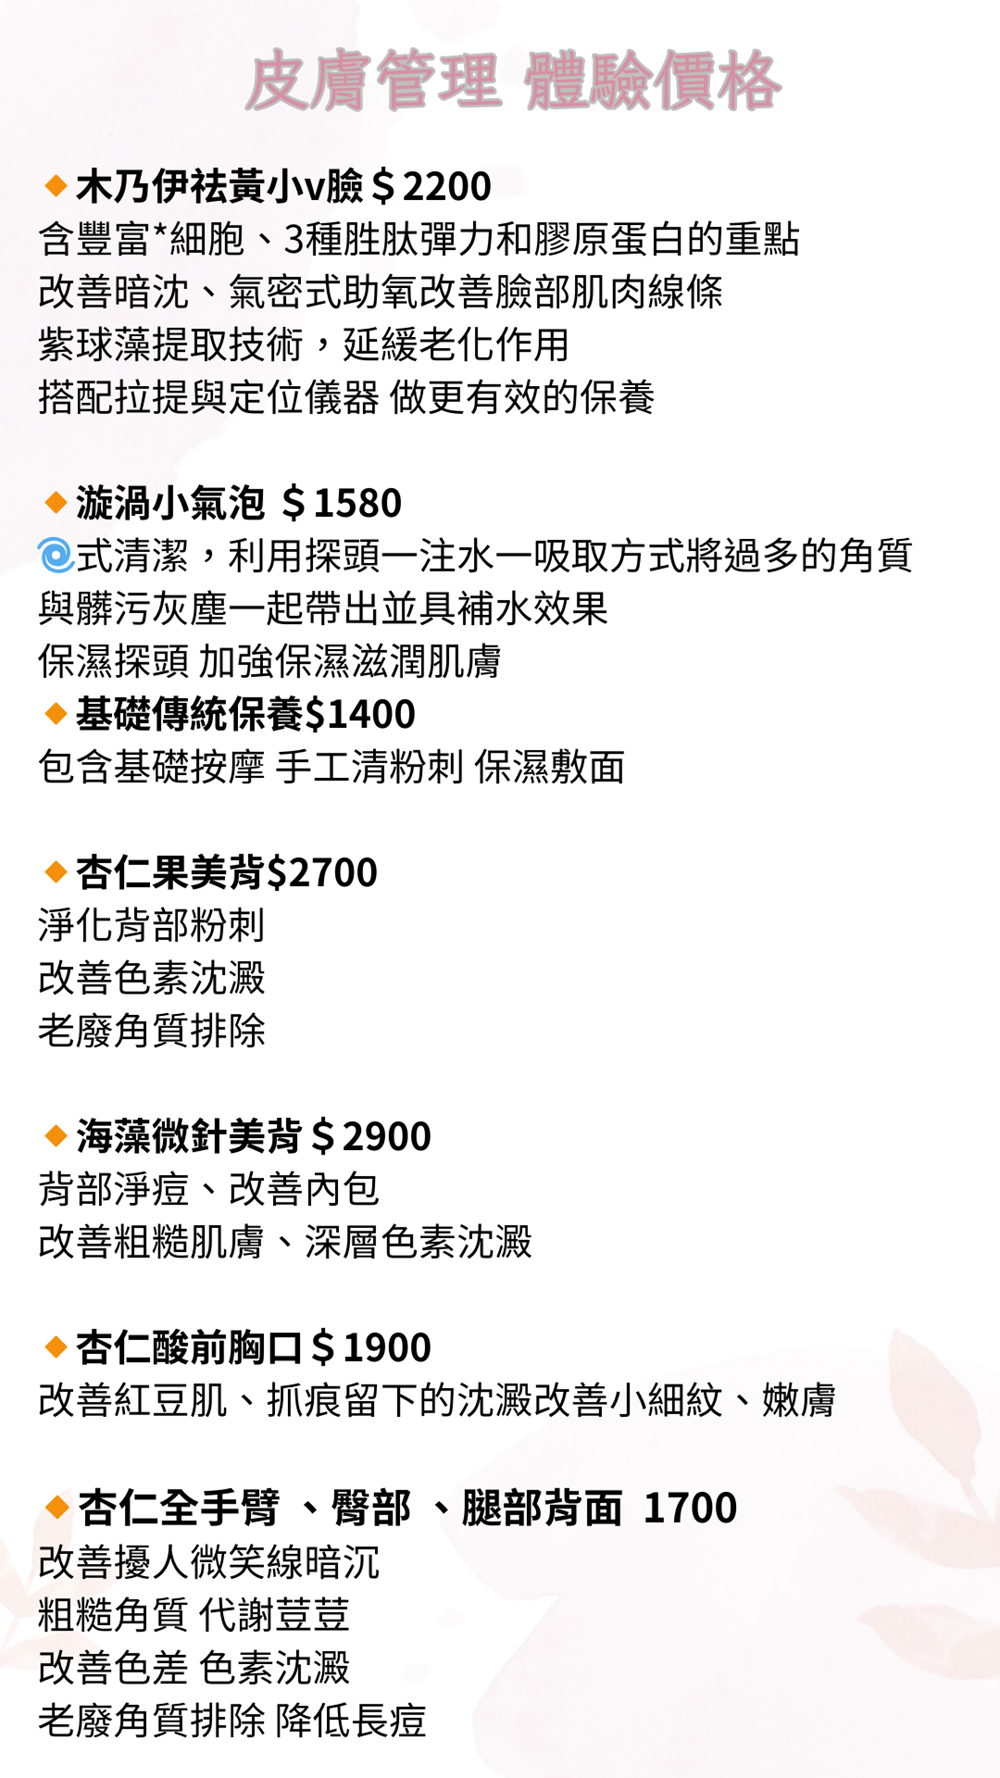 皮膚管理 體驗價格
🔸木乃伊祛黃小v臉＄2200
含豐富*細胞、3種胜肽彈力和膠原蛋白的重點
改善暗沈、氣密式助氧改善臉部肌肉線條
紫球藻提取技術，延緩老化作用
搭配拉提與定位儀器 做更有效的保養
🔸漩渦小氣泡 ＄1580
🌀式清潔，利用探頭一注水一吸取方式將過多的角質
與髒污灰塵一起帶出並具補水效果
保濕探頭 加強保濕滋潤肌膚
🔸基礎傳統保養$1400
包含基礎按摩 手工清粉刺 保濕敷面
🔸杏仁果美背$2700
淨化背部粉刺
改善色素沈澱
老廢角質排除
🔸海藻微針美背＄2900
背部淨痘、改善內包
改善粗糙肌膚、深層色素沈澱
🔸杏仁酸前胸口＄1900
改善紅豆肌、抓痕留下的沈澱改善小細紋、嫩膚
🔸杏仁全手臂 、臀部 、腿部背面 1700
改善擾人微笑線暗沉
粗糙角質 代謝荳荳
改善色差 色素沈澱
老廢角質排除 降低長痘